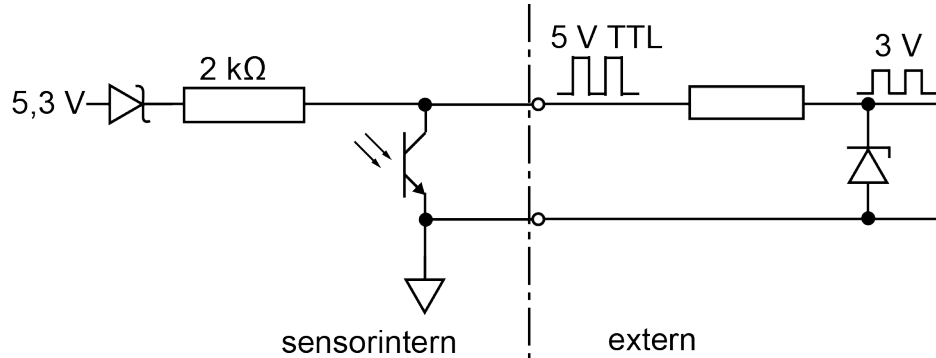 5 V TTL
3 V
2 kΩ
5,3 V
sensorintern
extern